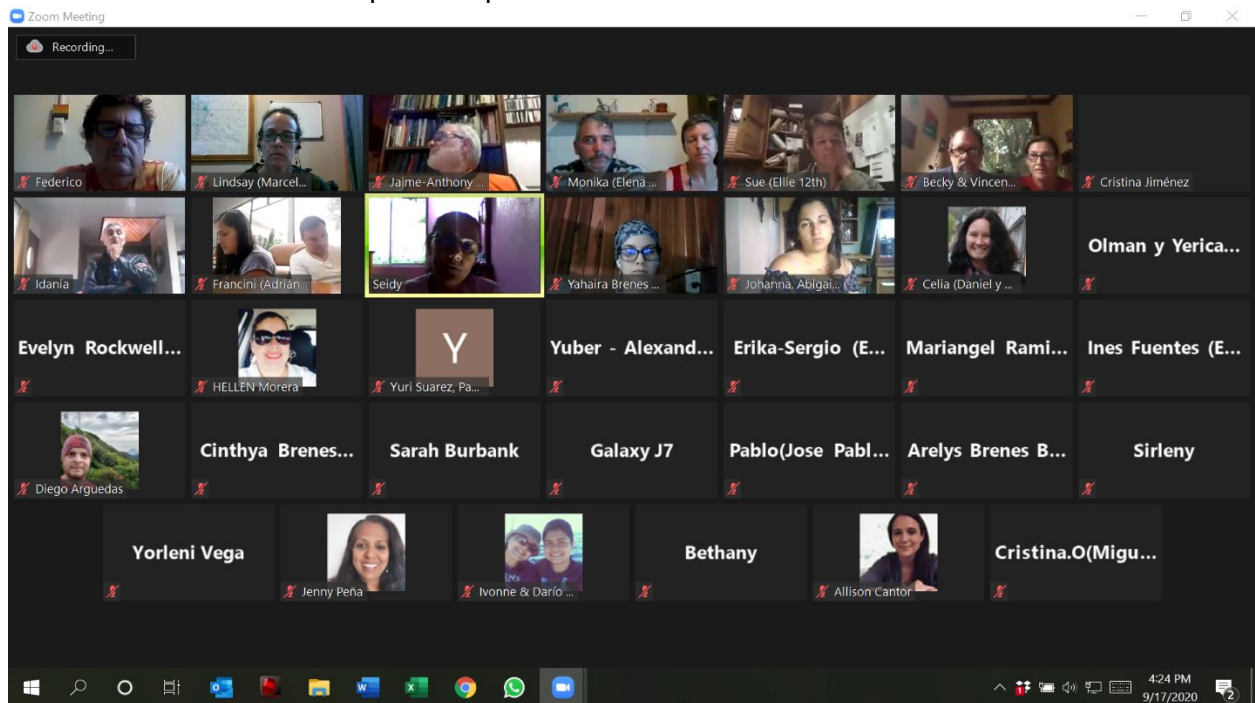 Zoom Meeting
Recording...
Federico
Lindsay (Marcel...
Jaime-Anthony ...
Monika (Elena ...
Sue (Ellie 12th)
Becky & Vincen...
Cristina Jiménez
Idania
Francini (Adrián...
Seidy
Yahaira Brenes ...
Johanna, Abigai...
Celia (Daniel y ...
Olman y Yerica...
Evelyn Rockwell...
HELLEN Morera
Y
Yuri Suarez, Pa...
Yuber - Alexand...
Erika-Sergio (E...
Mariangel Rami...
Ines Fuentes (E...
Diego Arguedas
Cinthya Brenes...
Sarah Burbank
Galaxy J7
Pablo(Jose Pabl...
Arelys Brenes B...
Sirleny
Yorleni Vega
Jenny Peña
Ivonne & Darío ...
Bethany
Allison Cantor
Cristina.O(Migu...
4:24 PM
9/17/2020
2